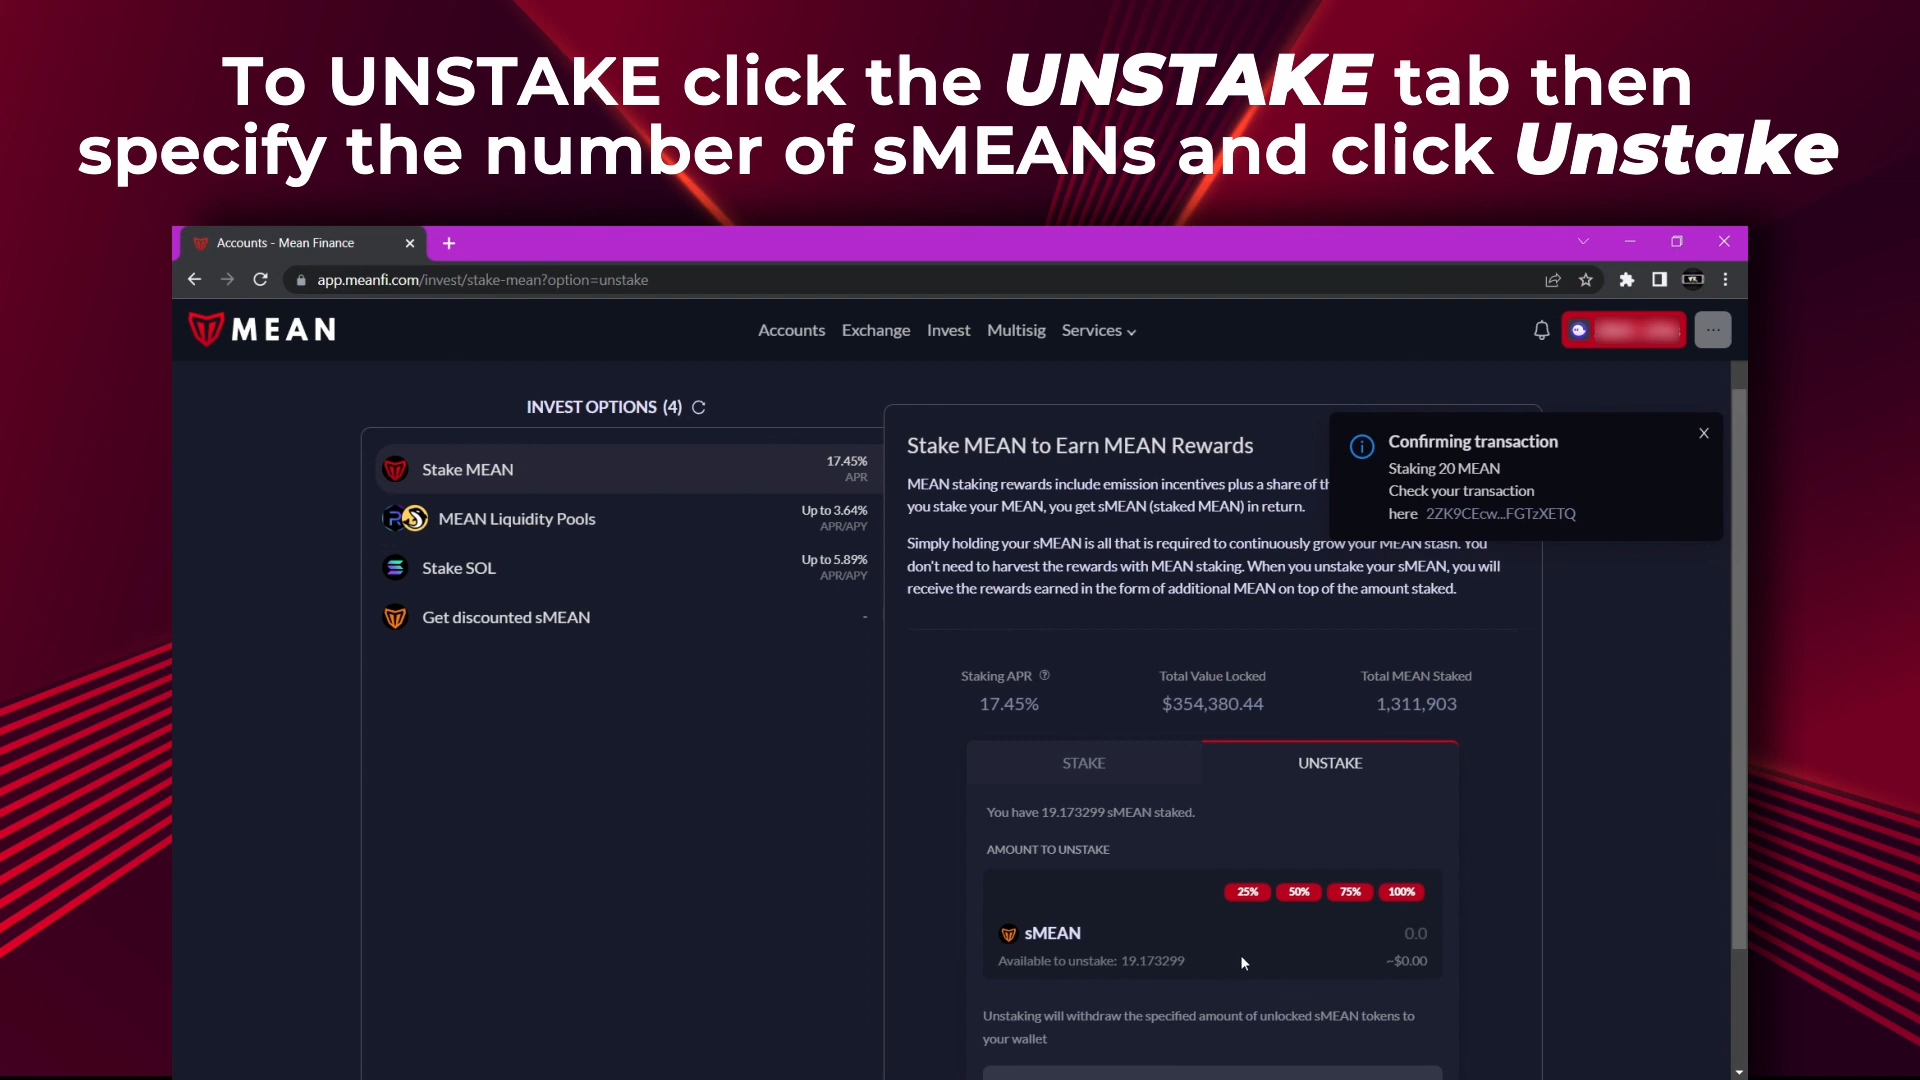 To UNSTAKE click the UNSTAKE tab then
specify the number of sMEANs and click Unstake
Accounts - Mean Finance
app.meanfi.com/invest/stake-mean?option=unstake
MEAN
Accounts Exchange Invest Multisig Services
INVEST OPTIONS (4)
Stake MEAN 17.45%
APR
MEAN Liquidity Pools Up to 3.64%
APR/APY
Stake SOL Up to 5.89%
APR/APY
Get discounted sMEAN -
Stake MEAN to Earn MEAN Rewards
MEAN staking rewards include emission incentives plus a share of
you stake your MEAN, you get sMEAN (staked MEAN) in return.
Simply holding your sMEAN is all that is required to continuously grow your MEAN stash. You
don't need to harvest the rewards with MEAN staking. When you unstake your sMEAN, you will
receive the rewards earned in the form of additional MEAN on top of the amount staked.
Confirming transaction
Staking 20 MEAN
Check your transaction
here 2ZK9CEcw...FGTzXETQ
Staking APR Total Value Locked Total MEAN Staked
17.45% $354,380.44 1,311,903
STAKE UNSTAKE
You have 19.173299 sMEAN staked.
AMOUNT TO UNSTAKE
25% 50% 75% 100%
sMEAN 0.0
Available to unstake: 19.173299 ~$0.00
Unstaking will withdraw the specified amount of unlocked sMEAN tokens to
your wallet